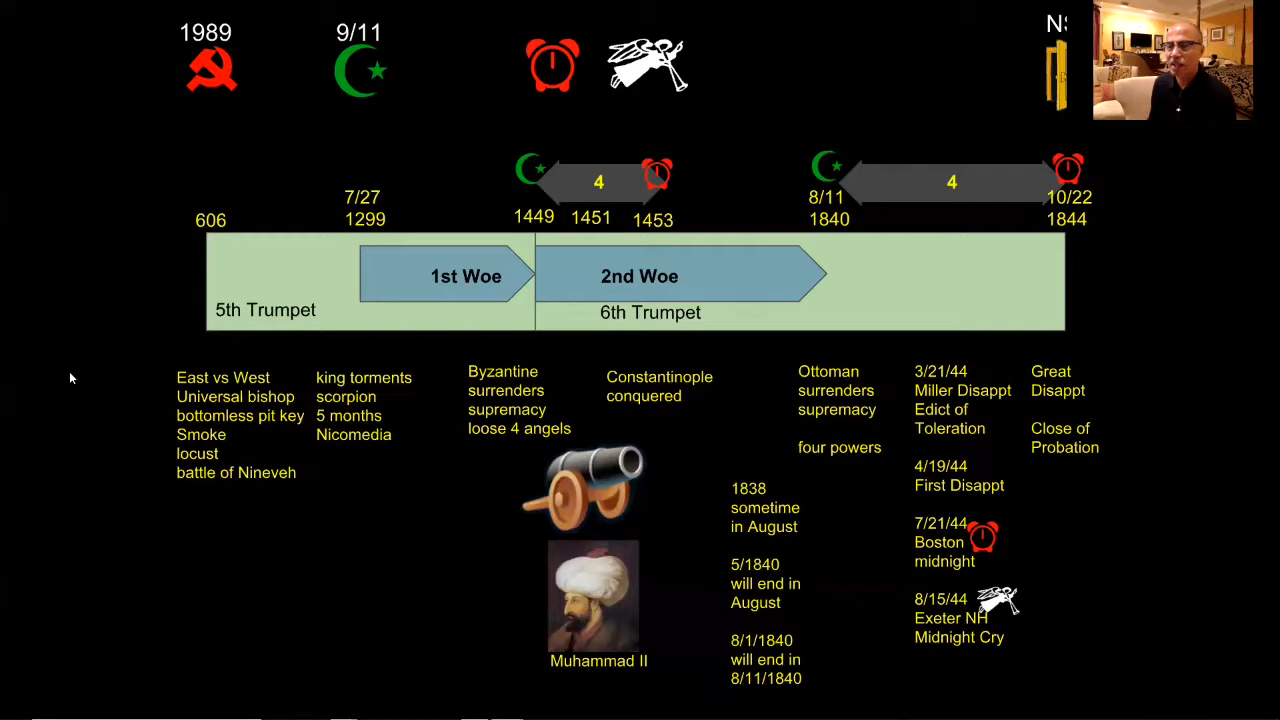 1989
9/11
NS
4
4
7/27
1299
8/11
1840
10/22
1844
606
1449
1451
1453
1st Woe
2nd Woe
5th Trumpet
6th Trumpet
East vs West
Universal bishop
bottomless pit key
Smoke
locust
battle of Nineveh
king torments
scorpion
5 months
Nicomedia
Byzantine
surrenders
supremacy
loose 4 angels
Constantinople
conquered
Muhammad II
1838
sometime
in August
5/1840
will end in
August
8/1/1840
will end in
8/11/1840
Ottoman
surrenders
supremacy
four powers
3/21/44
Miller Disappt
Edict of
Toleration
4/19/44
First Disappt
7/21/44
Boston
midnight
8/15/44
Exeter NH
Midnight Cry
Great
Disappt
Close of
Probation